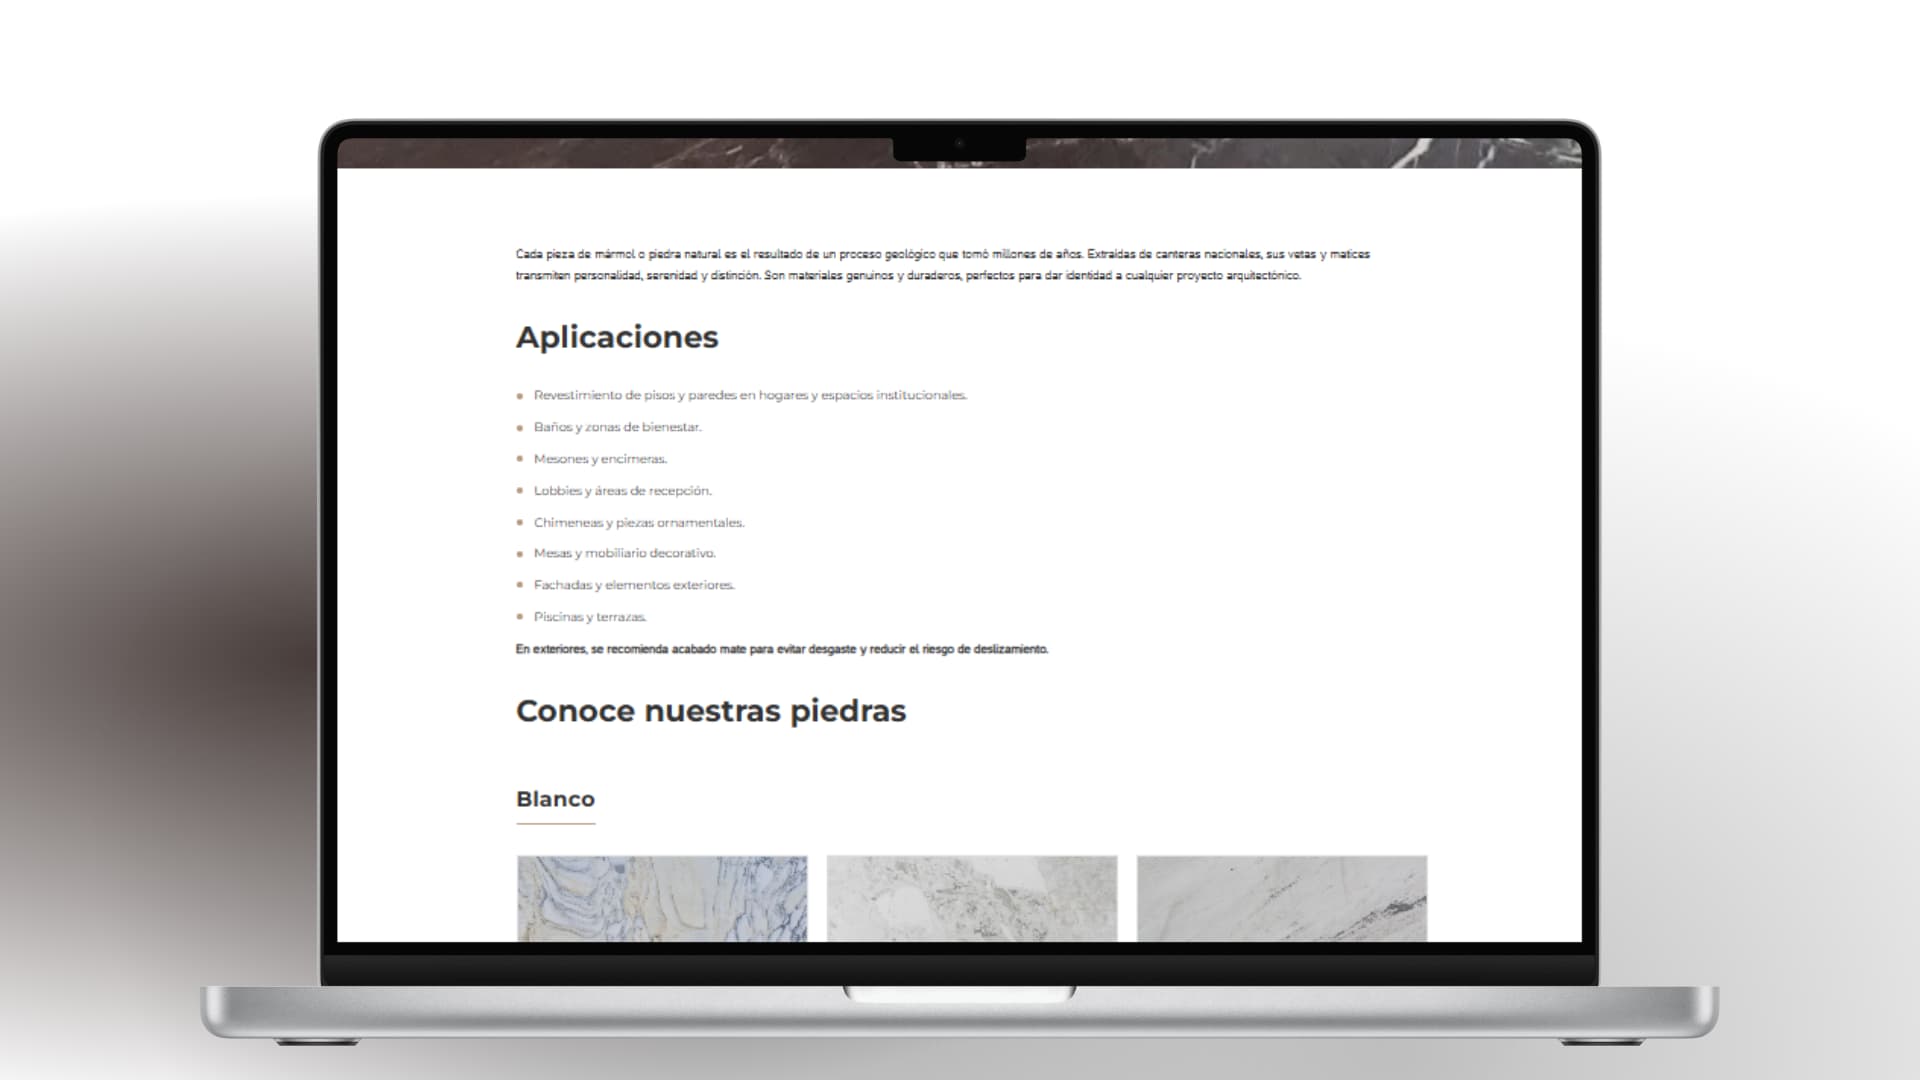 Cada pieza de mármol o piedra natural es el resultado de un proceso geológico que tomó millones de años. Extraídas de canteras nacionales, sus vetas y matices
transmiten personalidad, serenidad y distinción. Son materiales genuinos y duraderos, perfectos para dar identidad a cualquier proyecto arquitectónico.
Aplicaciones
Revestimiento de pisos y paredes en hogares y espacios institucionales.
Baños y zonas de bienestar.
Mesones y encimeras.
Lobbies y áreas de recepción.
Chimeneas y piezas ornamentales.
Mesas y mobiliario decorativo.
Fachadas y elementos exteriores.
Piscinas y terrazas.
En exteriores, se recomienda acabado mate para evitar desgaste y reducir el riesgo de deslizamiento.
Conoce nuestras piedras
Blanco